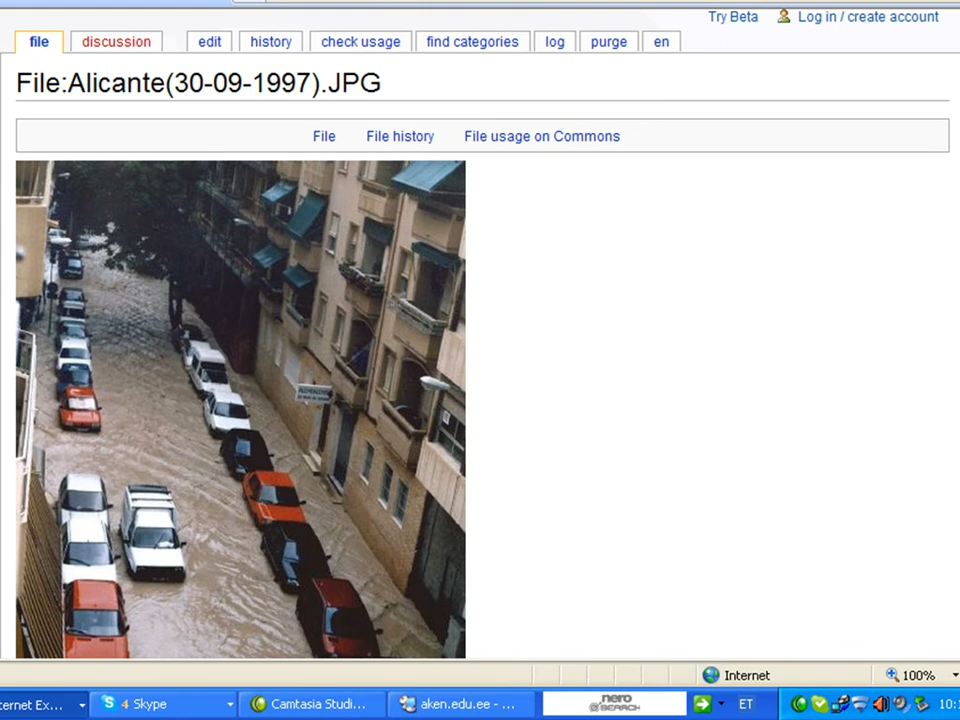 Try Beta Log in / create account
file discussion edit history check usage find categories log purge en
File:Alicante(30-09-1997).JPG
File File history File usage on Commons
Internet 100%
ternet Ex... 4 Skype Camtasia Studi... aken.edu.ee - ... nero SEARCH ET 10: